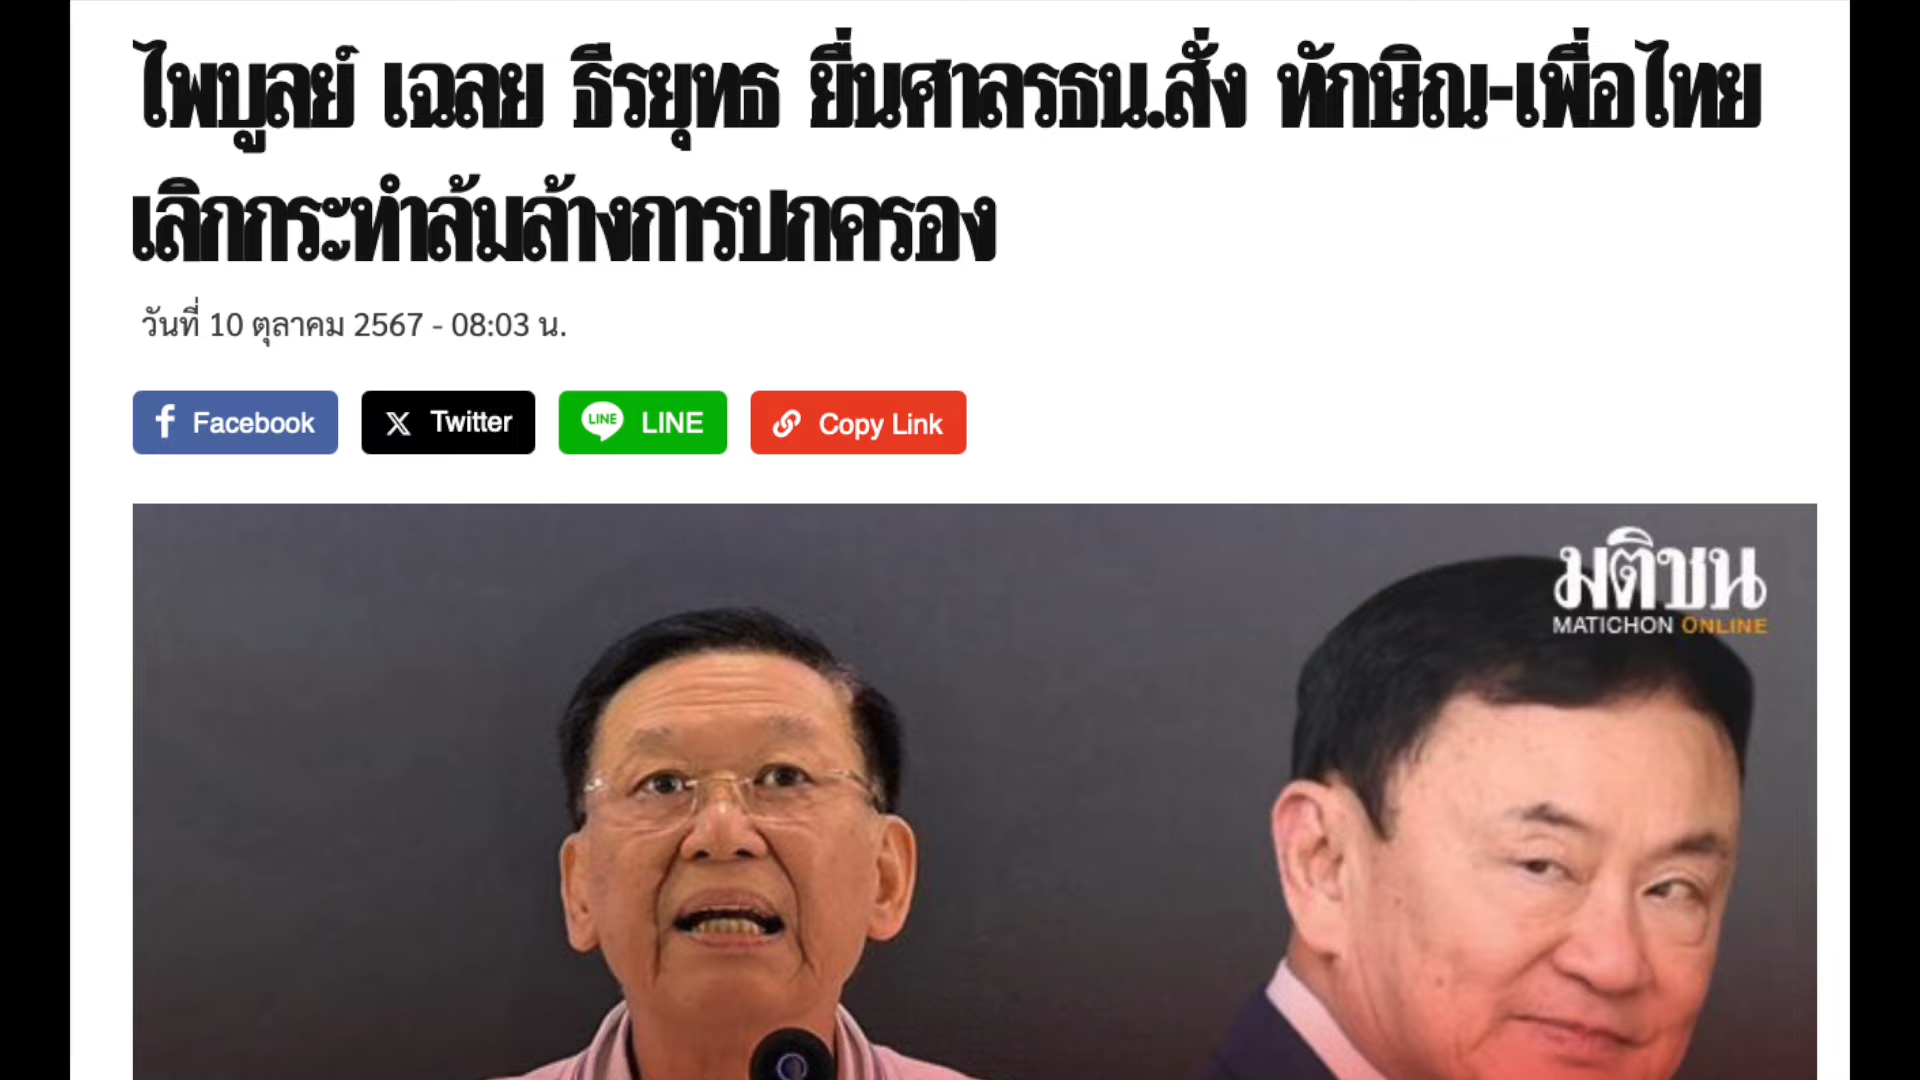 ไพบูลย์ เฉลย ธีรยุทธ ยื่นศาลรธน.สั่ง ทักษิณ-เพื่อไทย
เลิกกระทำล้มล้างการปกครอง
วันที่ 10 ตุลาคม 2567 - 08:03 น.
Facebook Twitter LINE LINE Copy Link
มติชน
MATICHON ONLINE